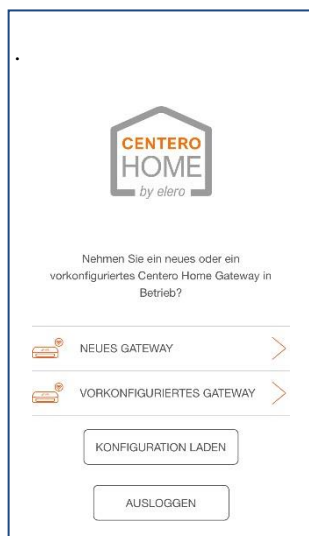 CENTERO
HOME
by elero
Nehmen Sie ein neues oder ein
vorkonfiguriertes Centero Home Gateway in
Betrieb?
NEUES GATEWAY
VORKONFIGURIERTES GATEWAY
KONFIGURATION LADEN
AUSLOGGEN